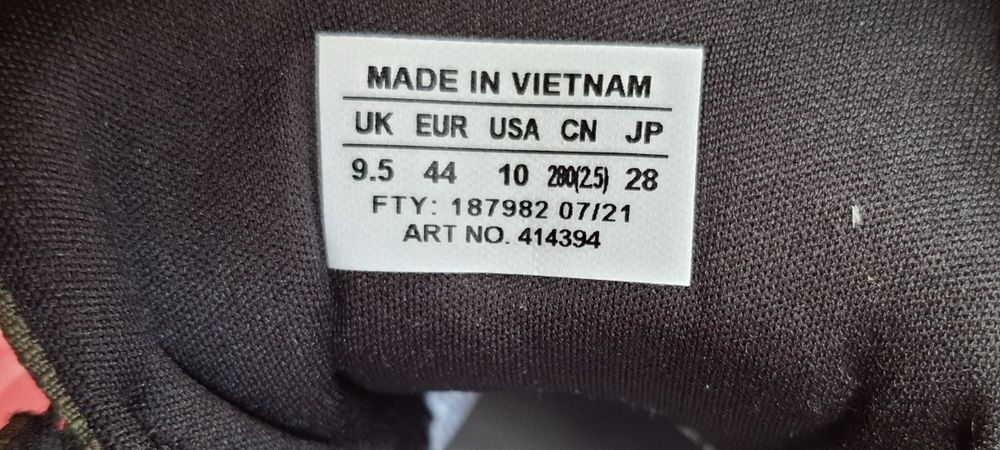 MADE IN VIETNAM
UK EUR USA CN JP
9.5 44 10 280(2.5) 28
FTY: 187982 07/21
ART NO. 414394